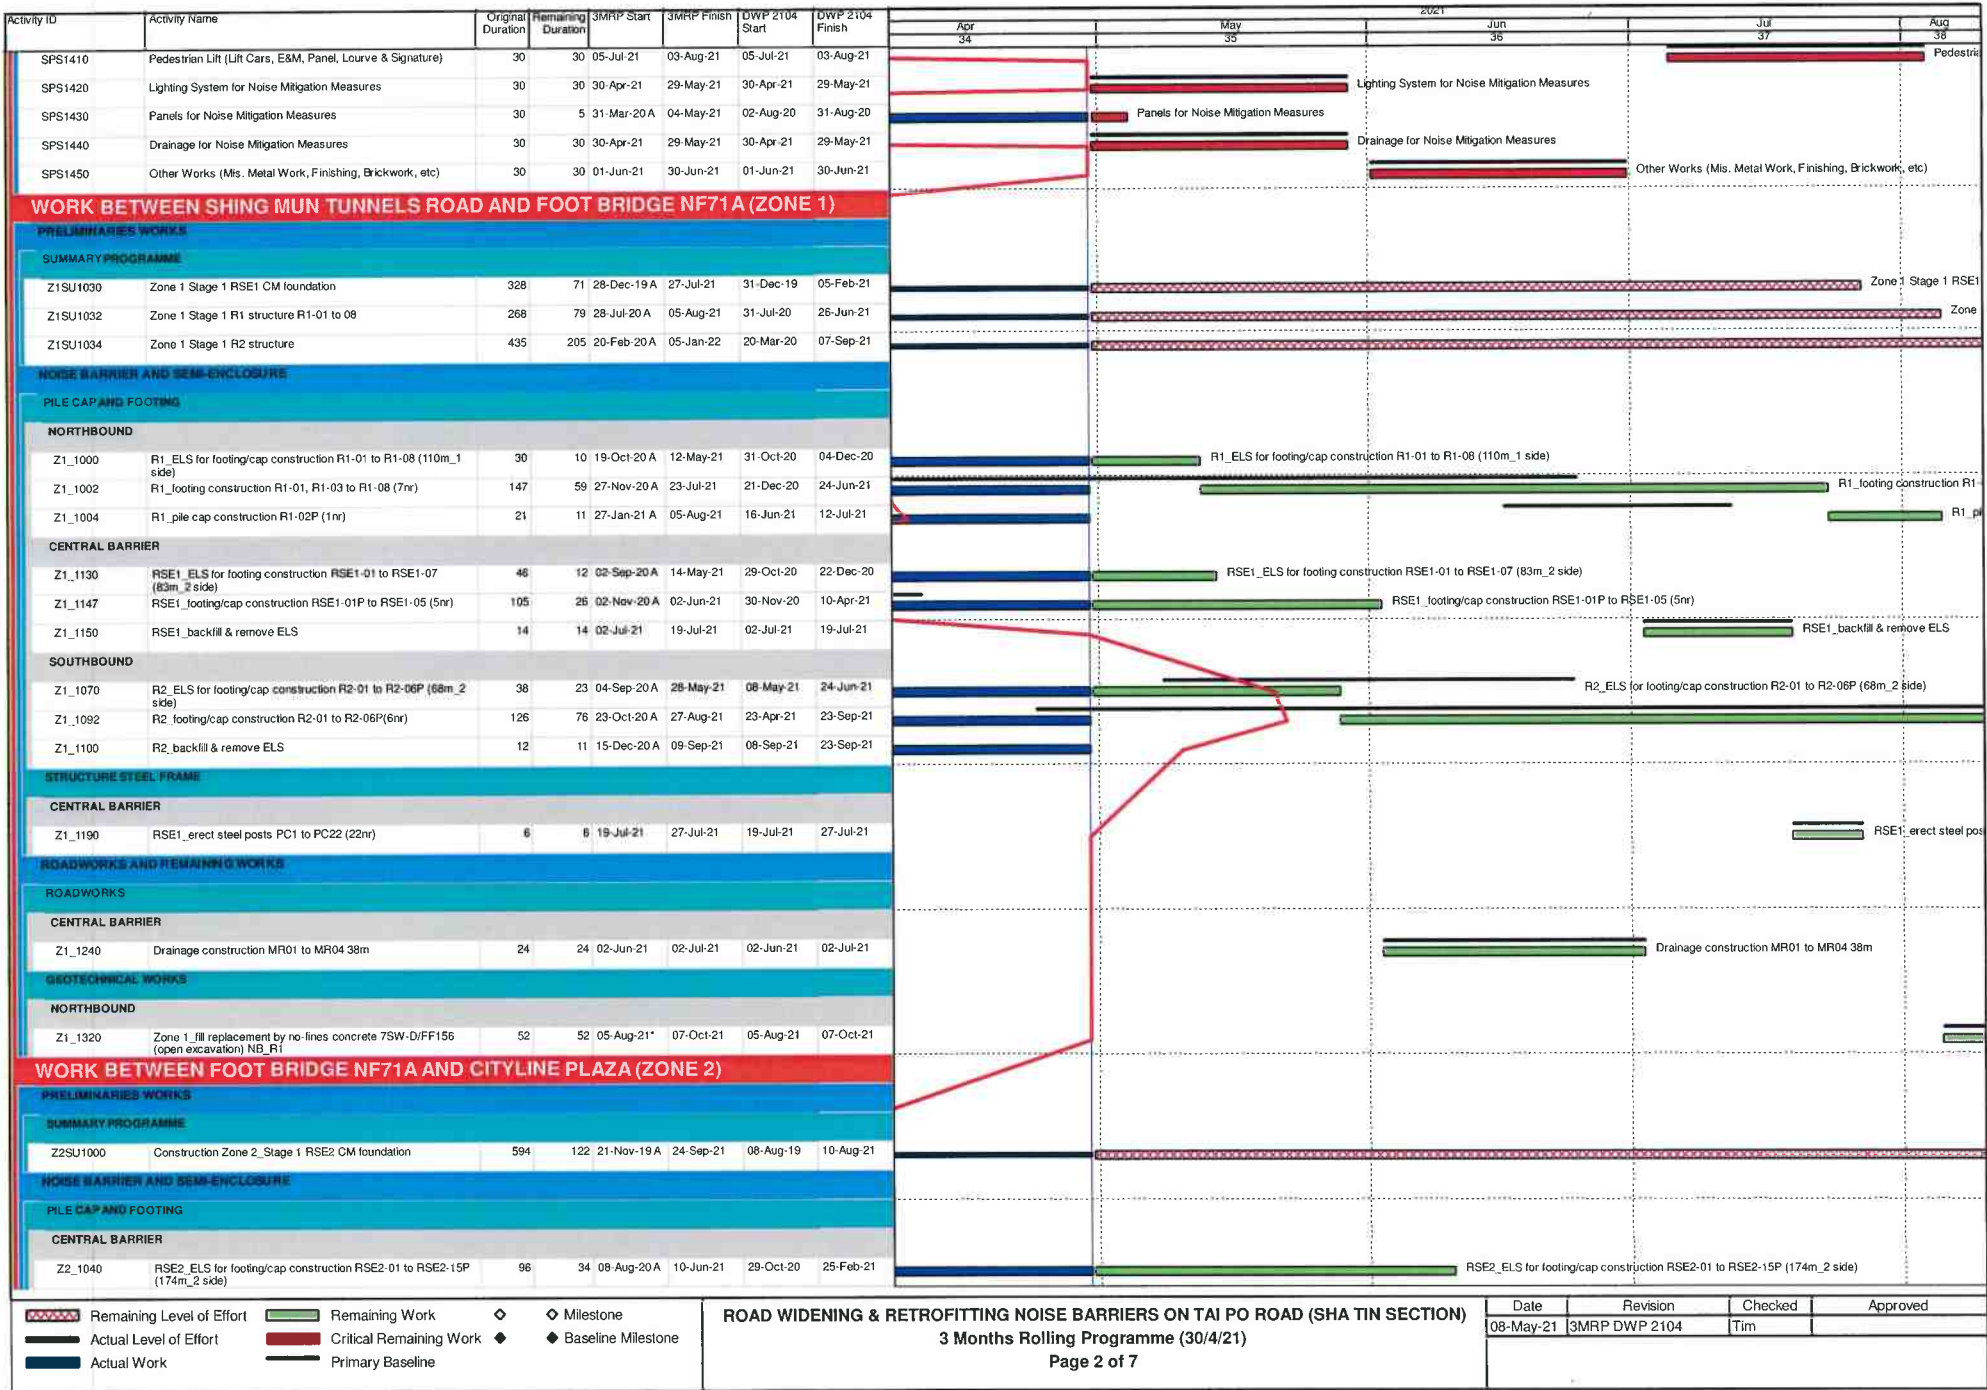 Activity ID Activity Name Original Duration Remaining Duration 3MRP Start 3MRP Finish DWP 2104 Start DWP 2104 Finish
2021
Apr May Jun Jul Aug
34 35 36 37 38
SPS1410 Pedestrian Lift (Lift Cars, E&M, Panel, Lourve & Signature) 30 30 05-Jul-21 03-Aug-21 05-Jul-21 03-Aug-21 Pedestria
SPS1420 Lighting System for Noise Mitigation Measures 30 30 30-Apr-21 29-May-21 30-Apr-21 29-May-21 Lighting System for Noise Mitigation Measures
SPS1430 Panels for Noise Mitigation Measures 30 5 31-Mar-20 A 04-May-21 02-Aug-20 31-Aug-20 Panels for Noise Mitigation Measures
SPS1440 Drainage for Noise Mitigation Measures 30 30 30-Apr-21 29-May-21 30-Apr-21 29-May-21 Drainage for Noise Mitigation Measures
SPS1450 Other Works (Mis. Metal Work, Finishing, Brickwork, etc) 30 30 01-Jun-21 30-Jun-21 01-Jun-21 30-Jun-21 Other Works (Mis. Metal Work, Finishing, Brickwork, etc)
WORK BETWEEN SHING MUN TUNNELS ROAD AND FOOT BRIDGE NF71A (ZONE 1)
PRELIMINARIES WORKS
SUMMARY PROGRAMME
Z1SU1030 Zone 1 Stage 1 RSE1 CM foundation 328 71 28-Dec-19 A 27-Jul-21 31-Dec-19 05-Feb-21 Zone 1 Stage 1 RSE1
Z1SU1032 Zone 1 Stage 1 R1 structure R1-01 to 08 268 79 28-Jul-20 A 05-Aug-21 31-Jul-20 26-Jun-21 Zone
Z1SU1034 Zone 1 Stage 1 R2 structure 435 205 20-Feb-20 A 05-Jan-22 20-Mar-20 07-Sep-21
NOISE BARRIER AND SEMI-ENCLOSURE
PILE CAP AND FOOTING
NORTHBOUND
Z1_1000 R1_ELS for footing/cap construction R1-01 to R1-08 (110m_1 side) 30 10 19-Oct-20 A 12-May-21 31-Oct-20 04-Dec-20 R1_ELS for footing/cap construction R1-01 to R1-08 (110m_1 side)
Z1_1002 R1_footing construction R1-01, R1-03 to R1-08 (7nr) 147 59 27-Nov-20 A 23-Jul-21 21-Dec-20 24-Jun-21 R1_footing construction R1-
Z1_1004 R1_pile cap construction R1-02P (1nr) 21 11 27-Jan-21 A 05-Aug-21 16-Jun-21 12-Jul-21 R1_pi
CENTRAL BARRIER
Z1_1130 RSE1_ELS for footing construction RSE1-01 to RSE1-07 (83m_2 side) 46 12 02-Sep-20 A 14-May-21 29-Oct-20 22-Dec-20 RSE1_ELS for footing construction RSE1-01 to RSE1-07 (83m_2 side)
Z1_1147 RSE1_footing/cap construction RSE1-01P to RSE1-05 (5nr) 105 26 02-Nov-20 A 02-Jun-21 30-Nov-20 10-Apr-21 RSE1_footing/cap construction RSE1-01P to RSE1-05 (5nr)
Z1_1150 RSE1_backfill & remove ELS 14 14 02-Jul-21 19-Jul-21 02-Jul-21 19-Jul-21 RSE1_backfill & remove ELS
SOUTHBOUND
Z1_1070 R2_ELS for footing/cap construction R2-01 to R2-06P (68m_2 side) 38 23 04-Sep-20 A 28-May-21 08-May-21 24-Jun-21 R2_ELS for footing/cap construction R2-01 to R2-06P (68m_2 side)
Z1_1092 R2_footing/cap construction R2-01 to R2-06P(6nr) 126 76 23-Oct-20 A 27-Aug-21 23-Apr-21 23-Sep-21
Z1_1100 R2_backfill & remove ELS 12 11 15-Dec-20 A 09-Sep-21 08-Sep-21 23-Sep-21
STRUCTURE STEEL FRAME
CENTRAL BARRIER
Z1_1190 RSE1_erect steel posts PC1 to PC22 (22nr) 6 6 19-Jul-21 27-Jul-21 19-Jul-21 27-Jul-21 RSE1_erect steel pos
ROADWORKS AND REMAINING WORKS
ROADWORKS
CENTRAL BARRIER
Z1_1240 Drainage construction MR01 to MR04 38m 24 24 02-Jun-21 02-Jul-21 02-Jun-21 02-Jul-21 Drainage construction MR01 to MR04 38m
GEOTECHNICAL WORKS
NORTHBOUND
Z1_1320 Zone 1_fill replacement by no-fines concrete 7SW-D/FF156 (open excavation) NB_R1 52 52 05-Aug-21* 07-Oct-21 05-Aug-21 07-Oct-21
WORK BETWEEN FOOT BRIDGE NF71A AND CITYLINE PLAZA (ZONE 2)
PRELIMINARIES WORKS
SUMMARY PROGRAMME
Z2SU1000 Construction Zone 2_Stage 1 RSE2 CM foundation 594 122 21-Nov-19 A 24-Sep-21 08-Aug-19 10-Aug-21
NOISE BARRIER AND SEMI-ENCLOSURE
PILE CAP AND FOOTING
CENTRAL BARRIER
Z2_1040 RSE2_ELS for footing/cap construction RSE2-01 to RSE2-15P (174m_2 side) 96 34 08-Aug-20 A 10-Jun-21 29-Oct-20 25-Feb-21 RSE2_ELS for footing/cap construction RSE2-01 to RSE2-15P (174m_2 side)
Remaining Level of Effort Remaining Work Milestone
Actual Level of Effort Critical Remaining Work Baseline Milestone
Actual Work Primary Baseline
ROAD WIDENING & RETROFITTING NOISE BARRIERS ON TAI PO ROAD (SHA TIN SECTION)
3 Months Rolling Programme (30/4/21)
Page 2 of 7
Date Revision Checked Approved
08-May-21 3MRP DWP 2104 Tim